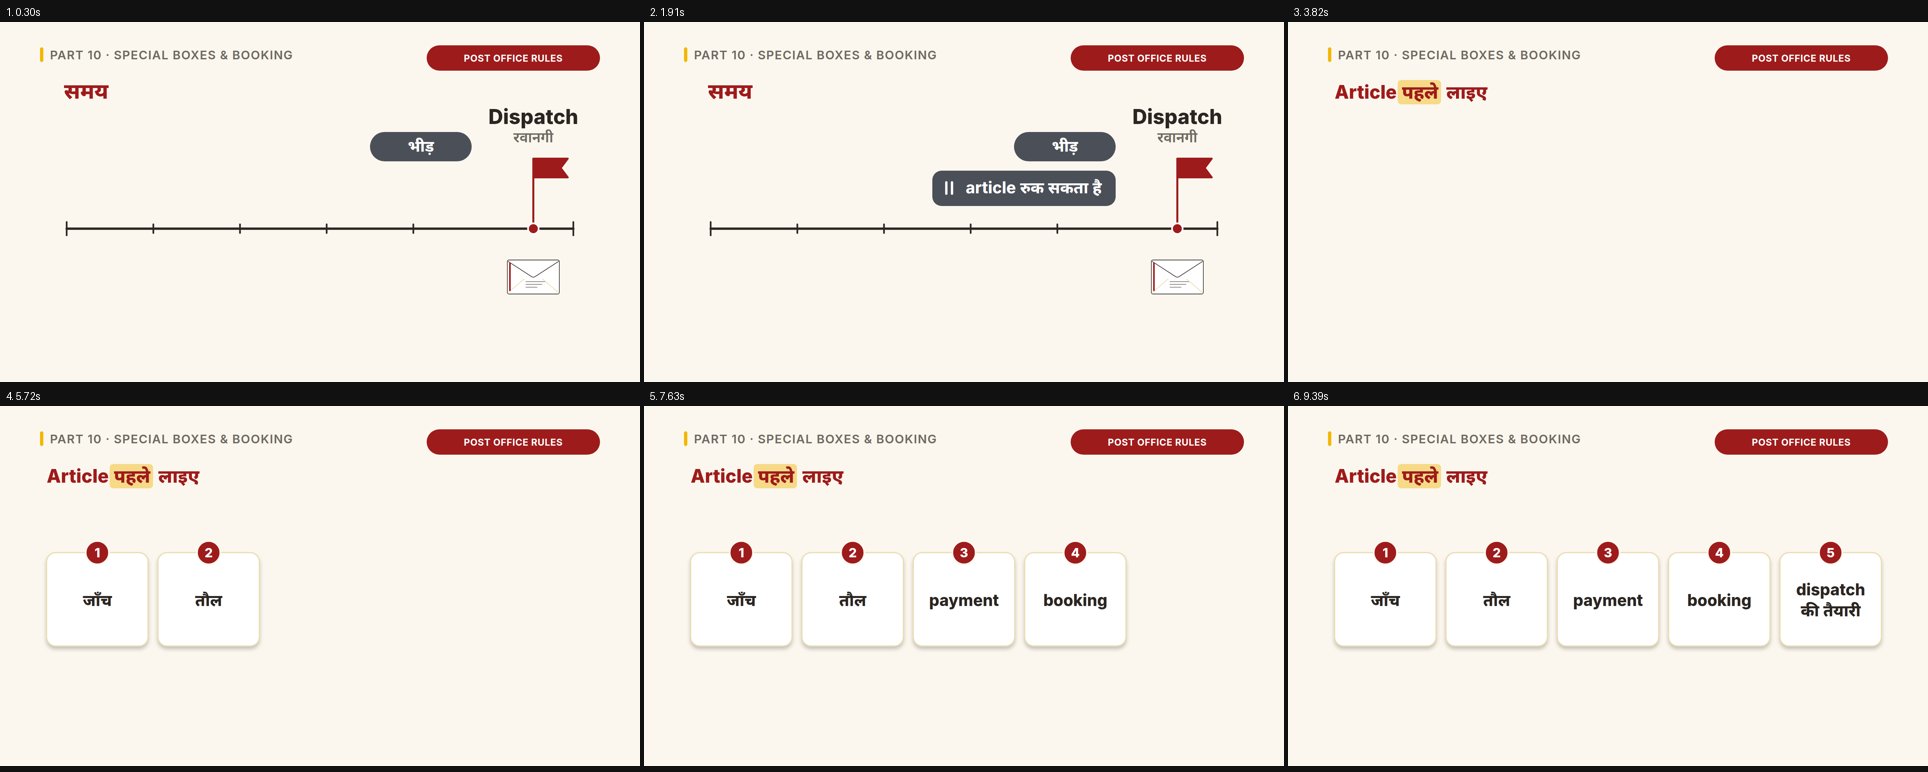 1. 0.30s
PART 10 · SPECIAL BOXES & BOOKING
POST OFFICE RULES
समय
Dispatch
रवानगी
भीड़
2. 1.91s
PART 10 · SPECIAL BOXES & BOOKING
POST OFFICE RULES
समय
Dispatch
रवानगी
भीड़
article रुक सकता है
3. 3.82s
PART 10 · SPECIAL BOXES & BOOKING
POST OFFICE RULES
Article पहले लाइए
4. 5.72s
PART 10 · SPECIAL BOXES & BOOKING
POST OFFICE RULES
Article पहले लाइए
1
2
जाँच
तौल
5. 7.63s
PART 10 · SPECIAL BOXES & BOOKING
POST OFFICE RULES
Article पहले लाइए
1
2
3
4
जाँच
तौल
payment
booking
6. 9.39s
PART 10 · SPECIAL BOXES & BOOKING
POST OFFICE RULES
Article पहले लाइए
1
2
3
4
5
जाँच
तौल
payment
booking
dispatch
की तैयारी